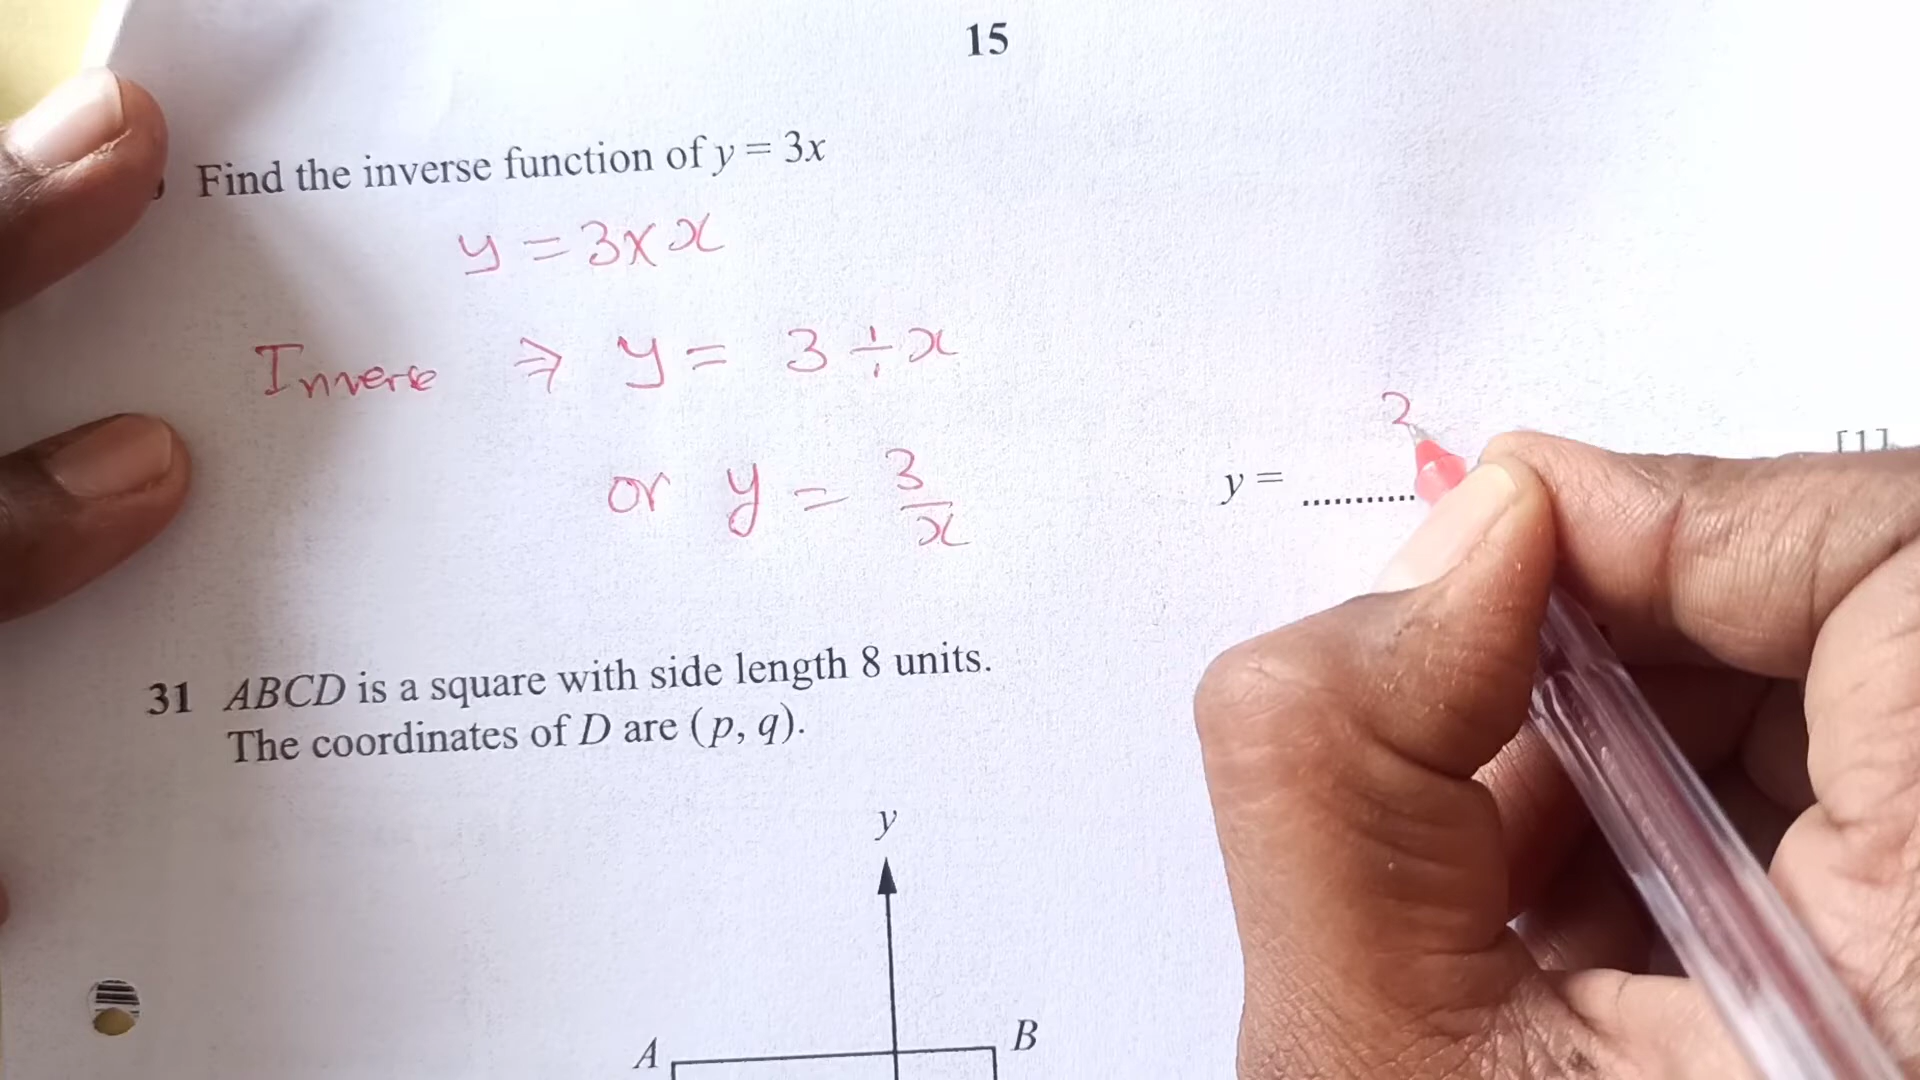 15
Find the inverse function of y = 3x
y = 3 x x
Inverse ⇒ y = 3 ÷ x
or y = 3/x
y = ............
[1]
31 ABCD is a square with side length 8 units.
The coordinates of D are (p, q).
y
A
B